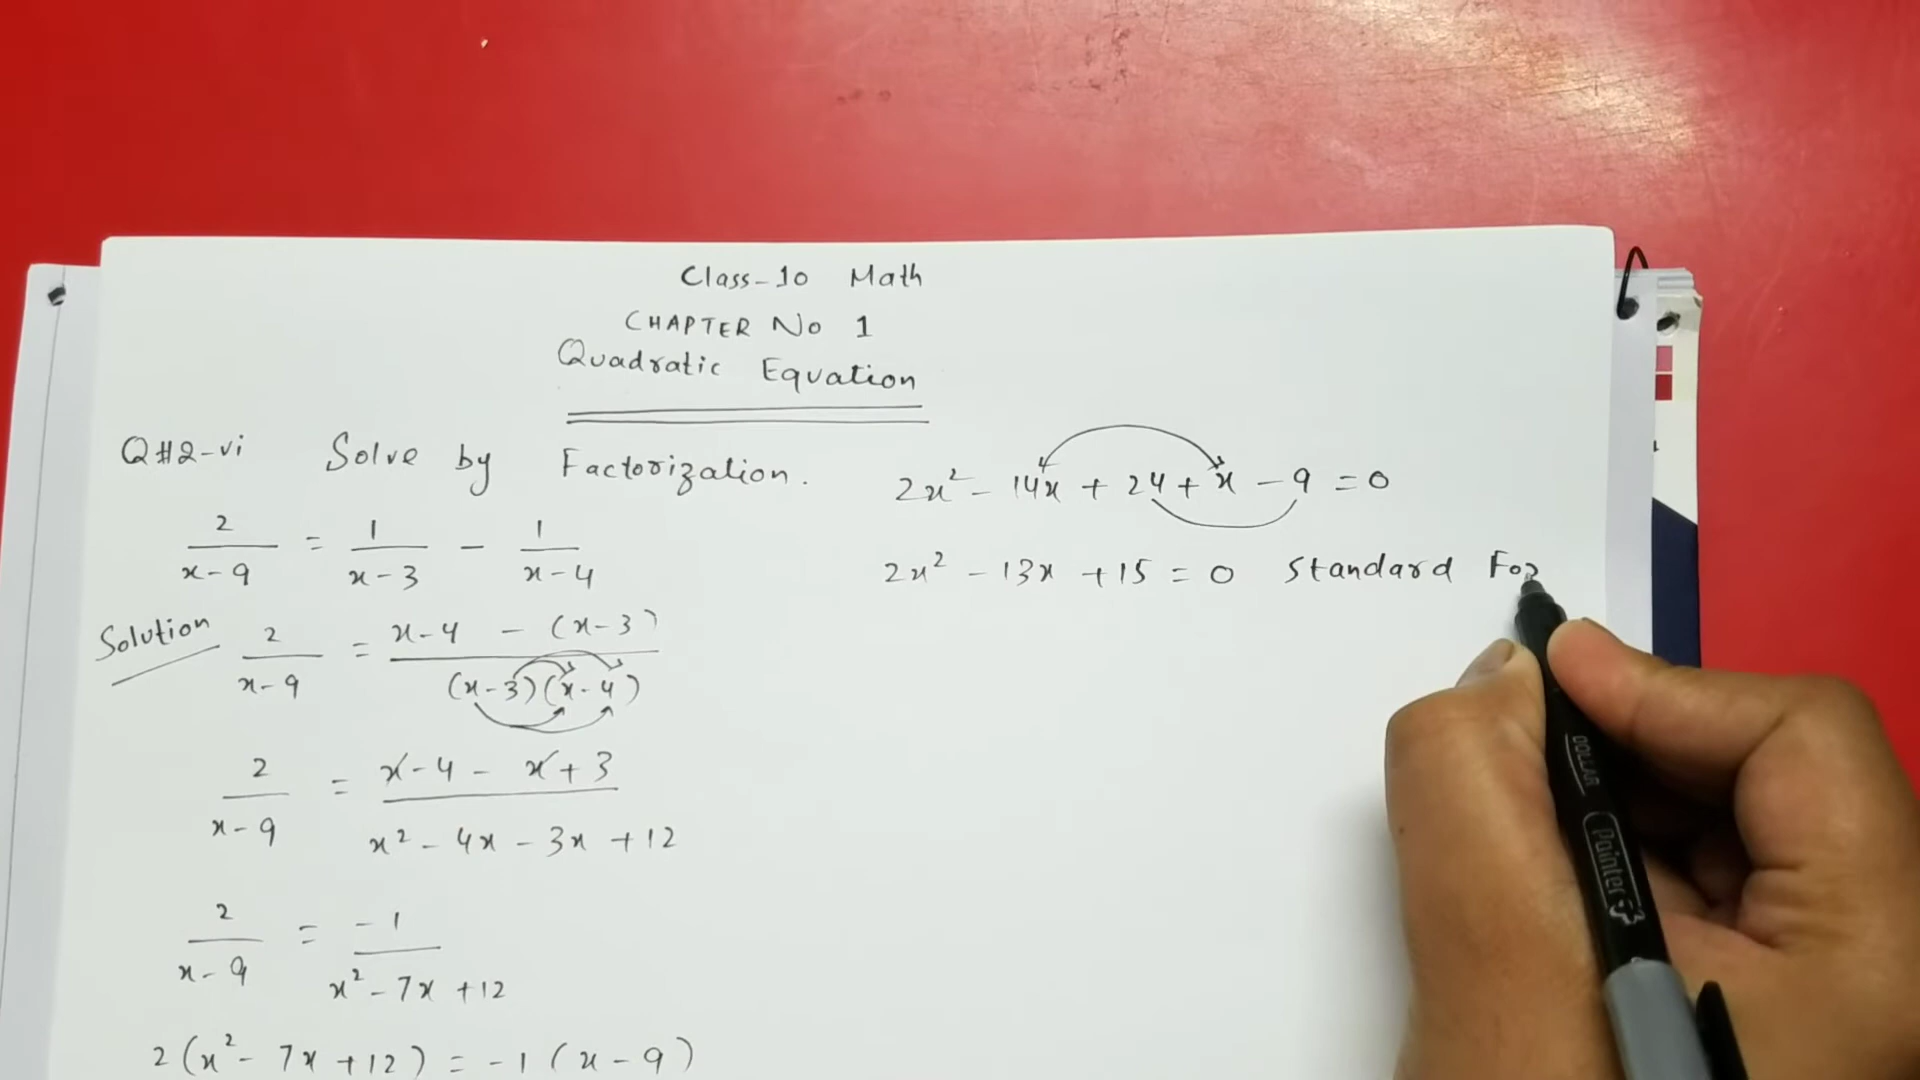 Class-10 Math
CHAPTER No 1
Quadratic Equation
Q#2-vi Solve by Factorization.
2/(x-9) = 1/(x-3) - 1/(x-4)
Solution
2/(x-9) = (x-4 - (x-3))/((x-3)(x-4))
2/(x-9) = (x-4 - x+3)/(x² - 4x - 3x + 12)
2/(x-9) = -1/(x² - 7x + 12)
2(x² - 7x + 12) = -1(x - 9)
2x² - 14x + 24 + x - 9 = 0
2x² - 13x + 15 = 0 Standard For
DOLLAR
Pointer